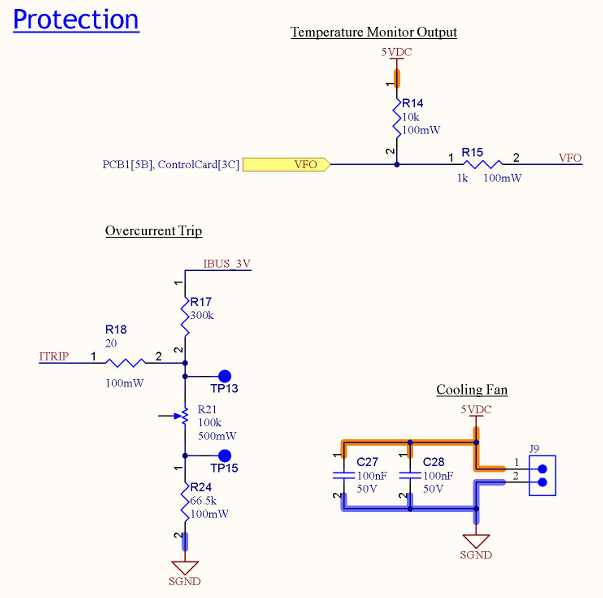 Protection
Temperature Monitor Output
5VDC
1
R14
10k
100mW
2
PCB1[5B], ControlCard[3C]
VFO
1
R15
2
VFO
1k
100mW
Overcurrent Trip
IBUS_3V
1
R17
300k
2
R18
20
ITRIP
1
2
100mW
TP13
R21
100k
500mW
TP15
1
R24
66.5k
100mW
2
SGND
Cooling Fan
5VDC
1
C27
100nF
50V
2
1
C28
100nF
50V
2
J9
1
2
SGND